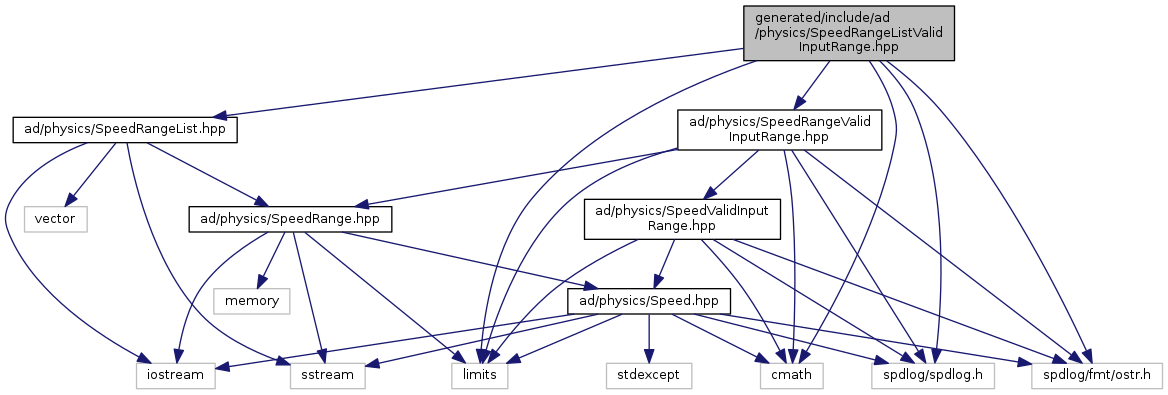 generated/include/ad
/physics/SpeedRangeListValid
InputRange.hpp
ad/physics/SpeedRangeList.hpp
ad/physics/SpeedRangeValid
InputRange.hpp
vector
ad/physics/SpeedRange.hpp
ad/physics/SpeedValidInput
Range.hpp
memory
ad/physics/Speed.hpp
iostream
sstream
limits
stdexcept
cmath
spdlog/spdlog.h
spdlog/fmt/ostr.h